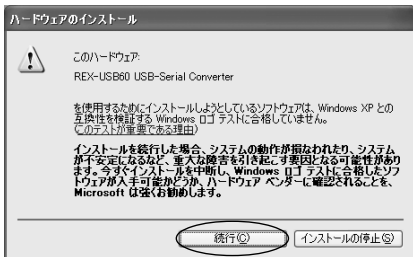 ハードウェアのインストール
このハードウェア:
REX-USB60 USB-Serial Converter
を使用するためにインストールしようとしているソフトウェアは、Windows XP との
互換性を検証する Windows ロゴ テストに合格していません。
(このテストが重要である理由)
インストールを続行した場合、システムの動作が損なわれたり、システム
が不安定になるなど、重大な障害を引き起こす要因となる可能性があり
ます。今すぐインストールを中断し、Windows ロゴ テストに合格したソフ
トウェアが入手可能かどうか、ハードウェア ベンダーに確認されることを、
Microsoft は強くお勧めします。
続行(C)
インストールの停止(S)